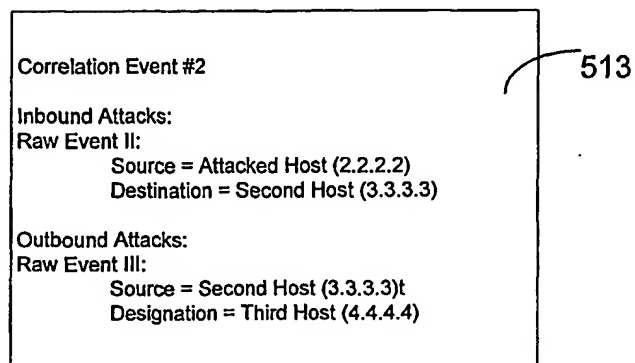 Correlation Event #2
513
Inbound Attacks:
Raw Event II:
Source = Attacked Host (2.2.2.2)
Destination = Second Host (3.3.3.3)
Outbound Attacks:
Raw Event III:
Source = Second Host (3.3.3.3)t
Designation = Third Host (4.4.4.4)